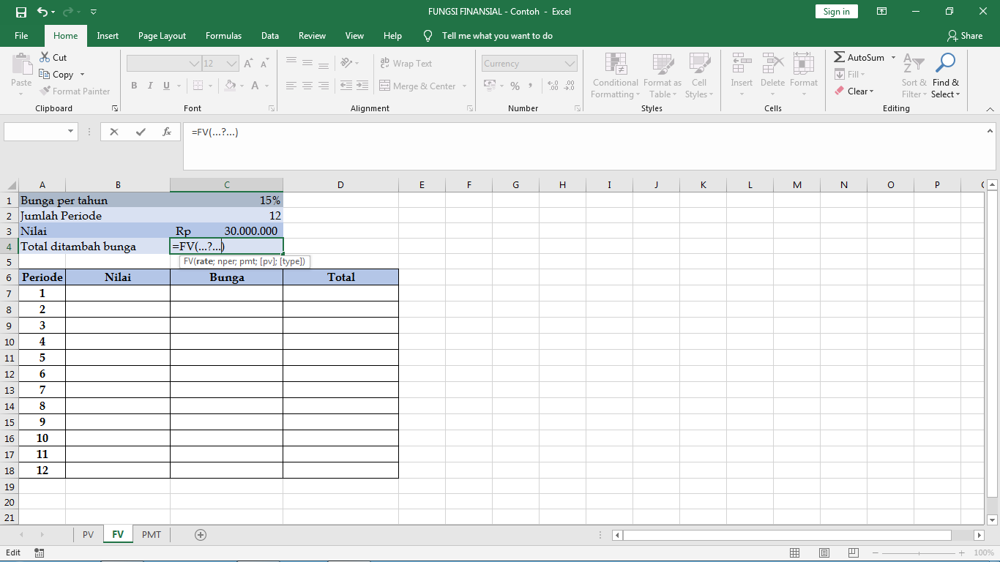 FUNGSI FINANSIAL - Contoh - Excel
Sign in
File Home Insert Page Layout Formulas Data Review View Help Tell me what you want to do Share
Paste
Cut
Copy
Format Painter
Clipboard
12
A A
B I U A
Font
ab Wrap Text
Merge & Center
Alignment
Currency
% ,
Number
Conditional Formatting
Format as Table
Cell Styles
Styles
Insert Delete Format
Cells
AutoSum
Fill
Clear
Sort & Filter
Find & Select
Editing
fx =FV(...?...)
A B C D E F G H I J K L M N O P
1 Bunga per tahun 15%
2 Jumlah Periode 12
3 Nilai Rp 30.000.000
4 Total ditambah bunga =FV(...?...)
FV(rate; nper; pmt; [pv]; [type])
5
6 Periode Nilai Bunga Total
7 1
8 2
9 3
10 4
11 5
12 6
13 7
14 8
15 9
16 10
17 11
18 12
19
20
21
PV FV PMT
Edit
100%